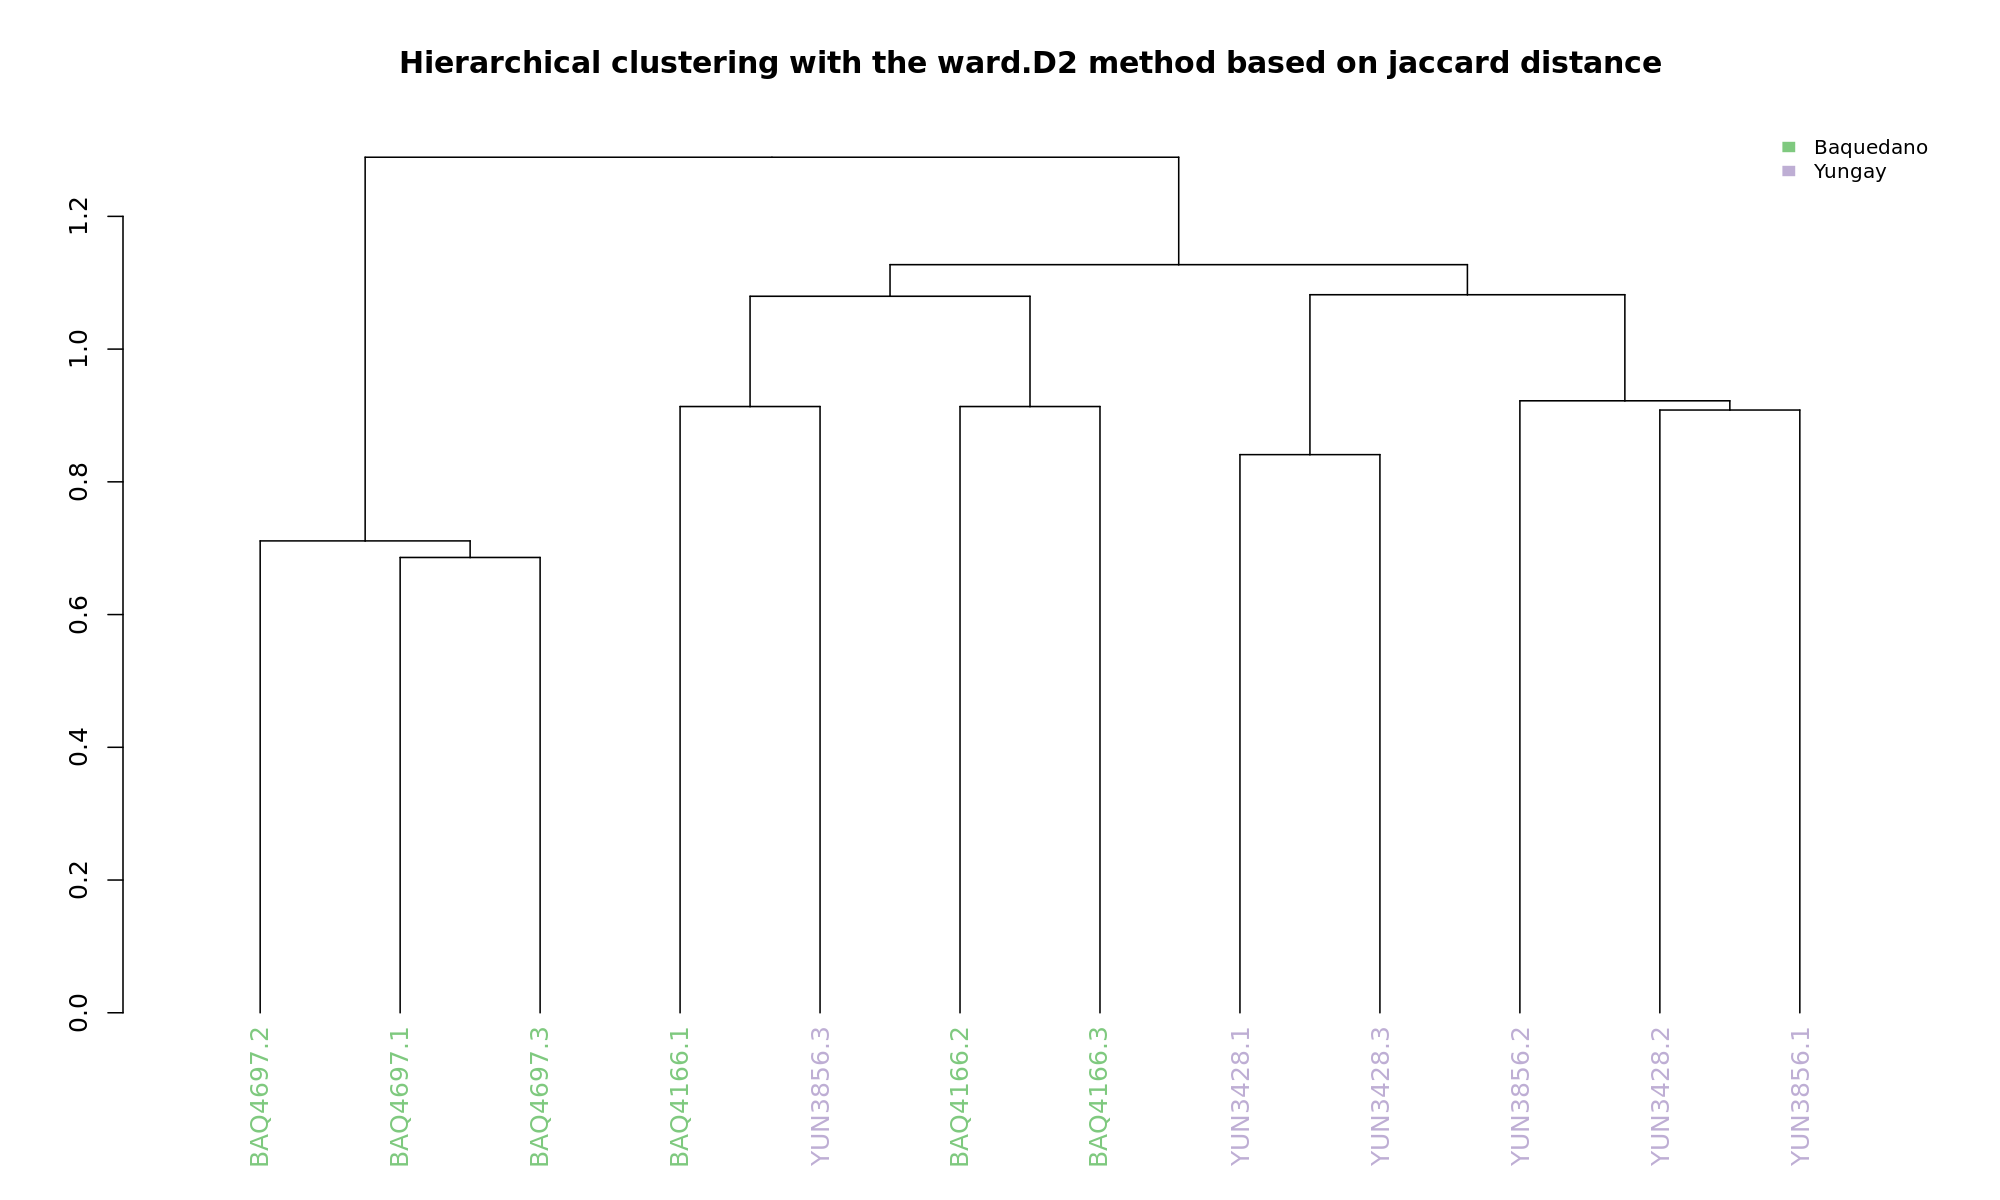 Hierarchical clustering with the ward.D2 method based on jaccard distance
Baquedano
Yungay
1.2
1.0
0.8
0.6
0.4
0.2
0.0
BAQ4697.2
BAQ4697.1
BAQ4697.3
BAQ4166.1
YUN3856.3
BAQ4166.2
BAQ4166.3
YUN3428.1
YUN3428.3
YUN3856.2
YUN3428.2
YUN3856.1